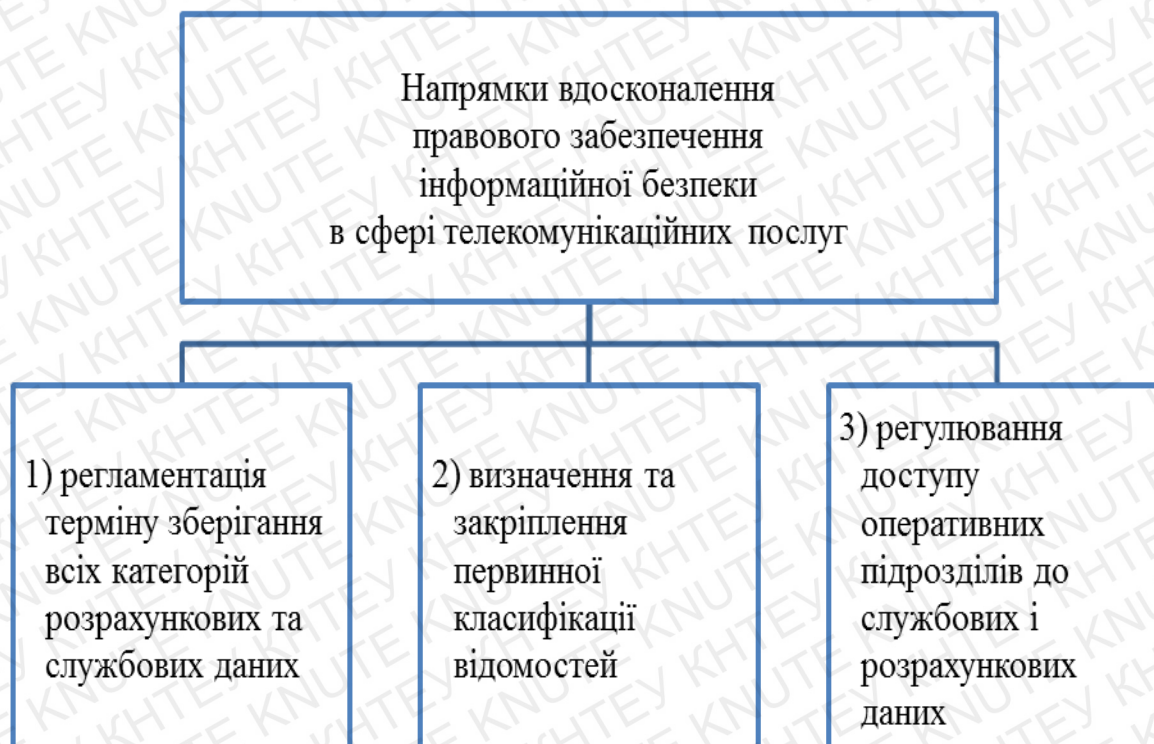 Напрямки вдосконалення
правового забезпечення
інформаційної безпеки
в сфері телекомунікаційних послуг
1) регламентація
терміну зберігання
всіх категорій
розрахункових та
службових даних
2) визначення та
закріплення
первинної
класифікації
відомостей
3) регулювання
доступу
оперативних
підрозділів до
службових і
розрахункових
даних